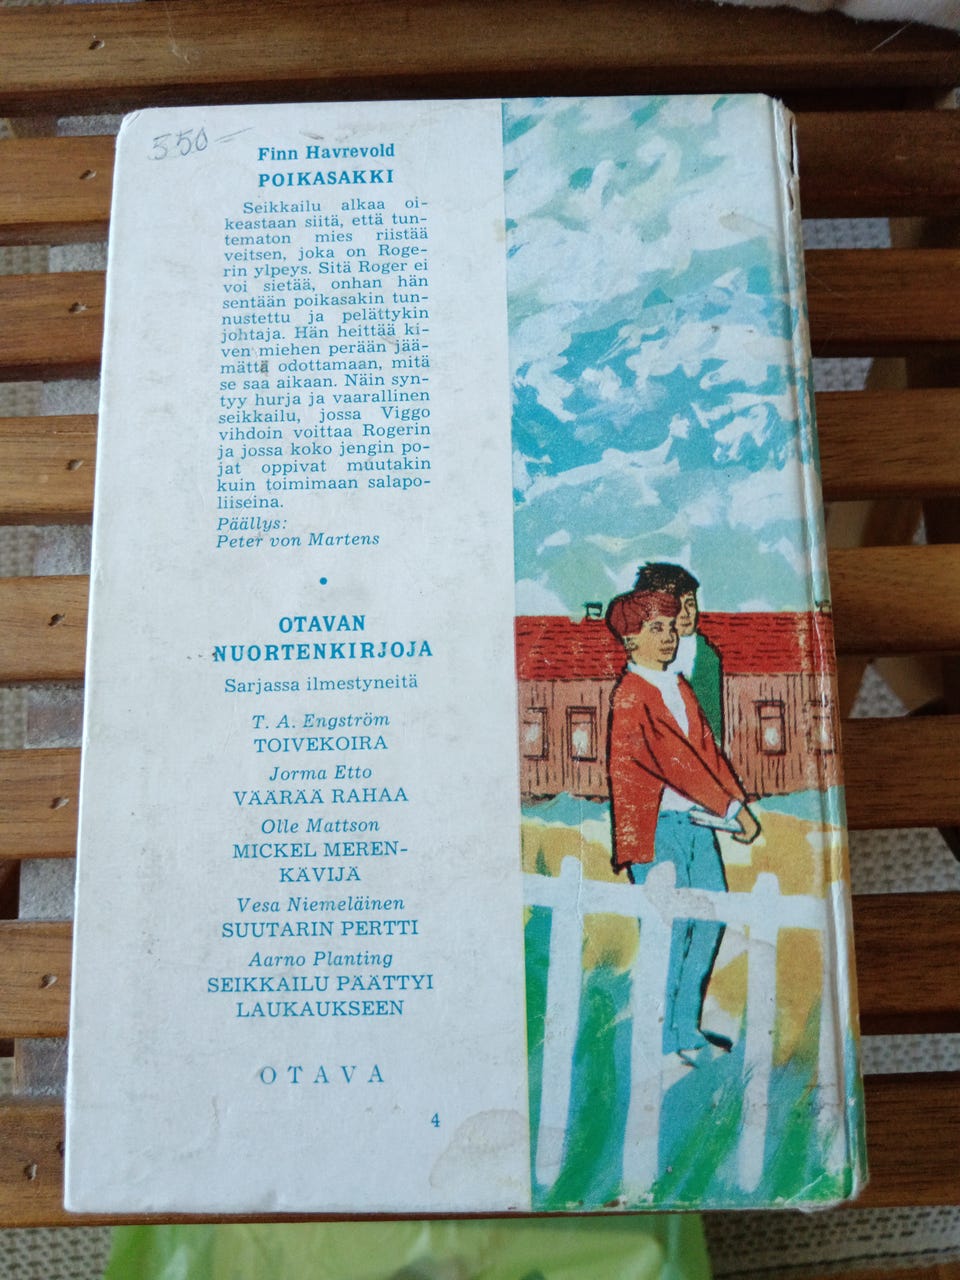 550-
Finn Havrevold
POIKASAKKI
Seikkailu alkaa oi-
keastaan siitä, että tun-
tematon mies riistää
veitsen, joka on Roge-
rin ylpeys. Sitä Roger ei
voi sietää, onhan hän
sentään poikasakin tun-
nustettu ja pelättykin
johtaja. Hän heittää ki-
ven miehen perään jää-
mättä odottamaan, mitä
se saa aikaan. Näin syn-
tyy hurja ja vaarallinen
seikkailu, jossa Viggo
vihdoin voittaa Rogerin
ja jossa koko jengin po-
jat oppivat muutakin
kuin toimimaan salapo-
liiseina.
Päällys:
Peter von Martens
•
OTAVAN
NUORTENKIRJOJA
Sarjassa ilmestyneitä
T. A. Engström
TOIVEKOIRA
Jorma Etto
VÄÄRÄÄ RAHAA
Olle Mattson
MICKEL MEREN-
KÄVIJÄ
Vesa Niemeläinen
SUUTARIN PERTTI
Aarno Planting
SEIKKAILU PÄÄTTYI
LAUKAUKSEEN
OTAVA
4